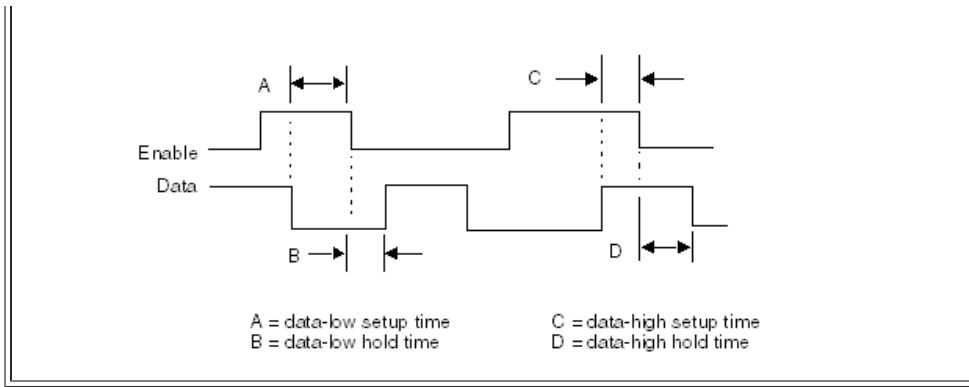 A
C
Enable
Data
B
D
A = data-low setup time
B = data-low hold time
C = data-high setup time
D = data-high hold time